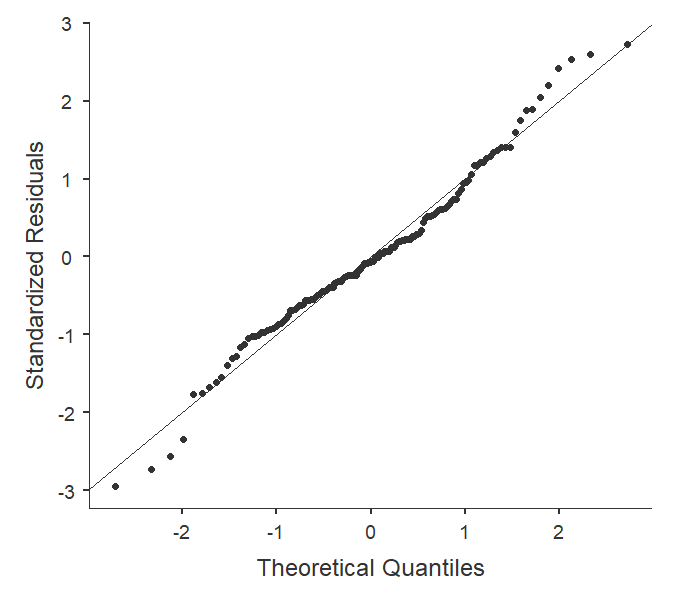 3
2
1
0
-1
-2
-3
Standardized Residuals
-2 -1 0 1 2
Theoretical Quantiles